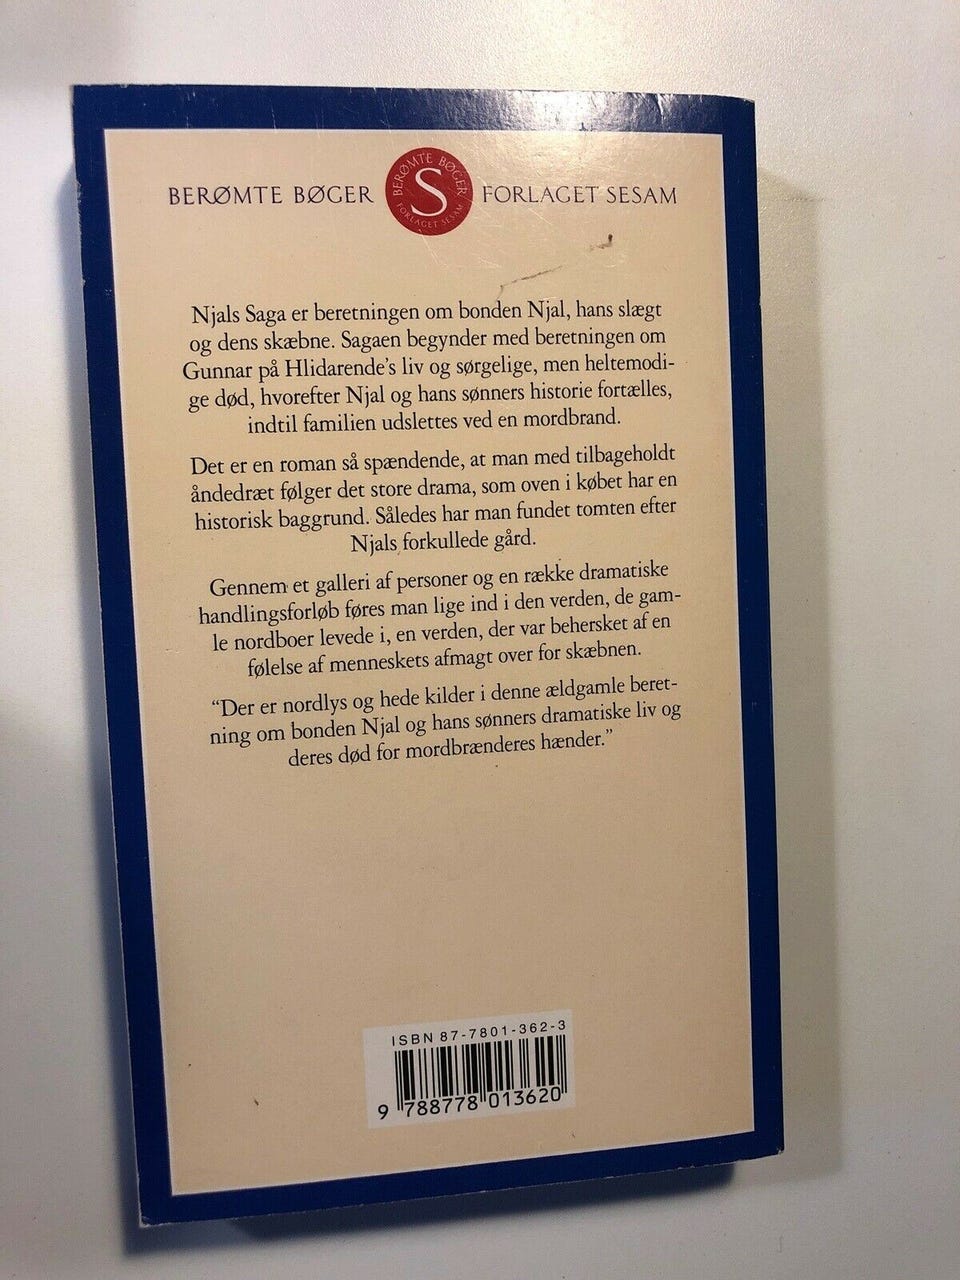 BERØMTE BØGER
BERØMTE BØGER
S
FORLAGET SESAM
FORLAGET SESAM
Njals Saga er beretningen om bonden Njal, hans slægt
og dens skæbne. Sagaen begynder med beretningen om
Gunnar på Hlidarende’s liv og sørgelige, men heltemodi-
ge død, hvorefter Njal og hans sønners historie fortælles,
indtil familien udslettes ved en mordbrand.
Det er en roman så spændende, at man med tilbageholdt
åndedræt følger det store drama, som oven i købet har en
historisk baggrund. Således har man fundet tomten efter
Njals forkullede gård.
Gennem et galleri af personer og en række dramatiske
handlingsforløb føres man lige ind i den verden, de gam-
le nordboer levede i, en verden, der var behersket af en
følelse af menneskets afmagt over for skæbnen.
“Der er nordlys og hede kilder i denne ældgamle beret-
ning om bonden Njal og hans sønners dramatiske liv og
deres død for mordbrænderes hænder.”
ISBN 87-7801-362-3
9 788778 013620